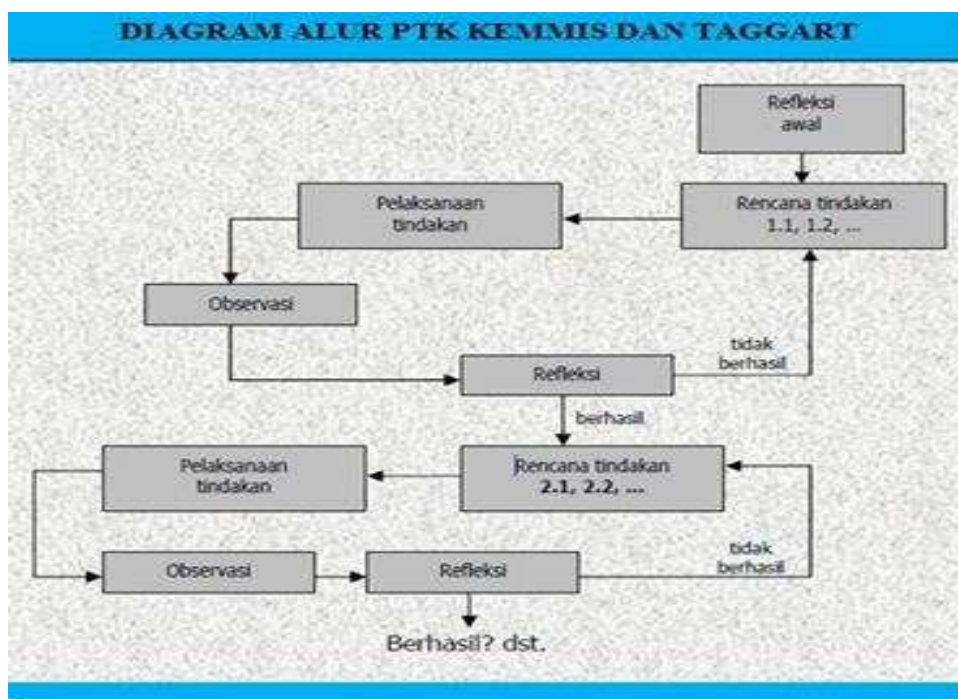 DIAGRAM ALUR PTK KEMMIS DAN TAGGART
Refleksi
awal
Rencana tindakan
1.1, 1.2, ...
Pelaksanaan
tindakan
Observasi
Refleksi
tidak
berhasil
berhasil
Rencana tindakan
2.1, 2.2, ...
Pelaksanaan
tindakan
Observasi
Refleksi
tidak
berhasil
Berhasil? dst.